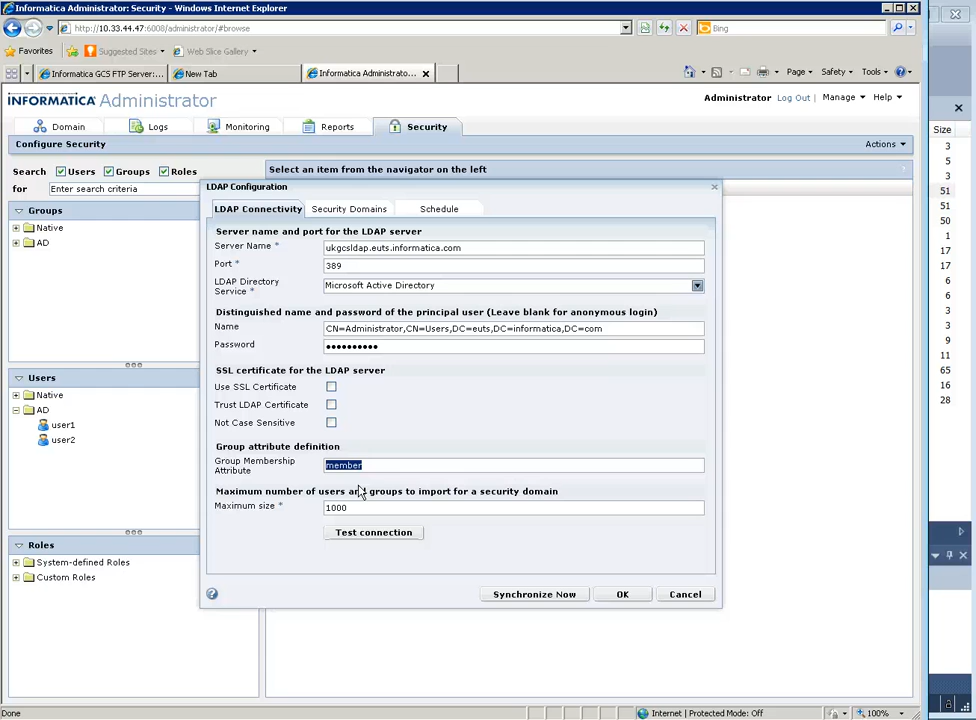 Informatica Administrator: Security - Windows Internet Explorer
http://10.33.44.47:6008/administrator/#browse
Bing
Favorites
Suggested Sites
Web Slice Gallery
Informatica GCS FTP Server:...
New Tab
Informatica Administrato...
Page
Safety
Tools
INFORMATICA Administrator
Administrator Log Out Manage Help
Domain Logs Monitoring Reports Security
Configure Security
Actions
Search Users Groups Roles
for Enter search criteria
Select an item from the navigator on the left
Groups
Native
AD
Users
Native
AD
user1
user2
Roles
System-defined Roles
Custom Roles
LDAP Configuration
LDAP Connectivity Security Domains Schedule
Server name and port for the LDAP server
Server Name * ukgcsldap.euts.informatica.com
Port * 389
LDAP Directory
Service *
Microsoft Active Directory
Distinguished name and password of the principal user (Leave blank for anonymous login)
Name CN=Administrator,CN=Users,DC=euts,DC=informatica,DC=com
Password ••••••••••
SSL certificate for the LDAP server
Use SSL Certificate
Trust LDAP Certificate
Not Case Sensitive
Group attribute definition
Group Membership
Attribute
member
Maximum number of users and groups to import for a security domain
Maximum size * 1000
Test connection
Synchronize Now OK Cancel
Size
3
5
3
51
51
50
1
17
17
6
6
3
3
9
11
65
16
28
Done
Internet | Protected Mode: Off
100%